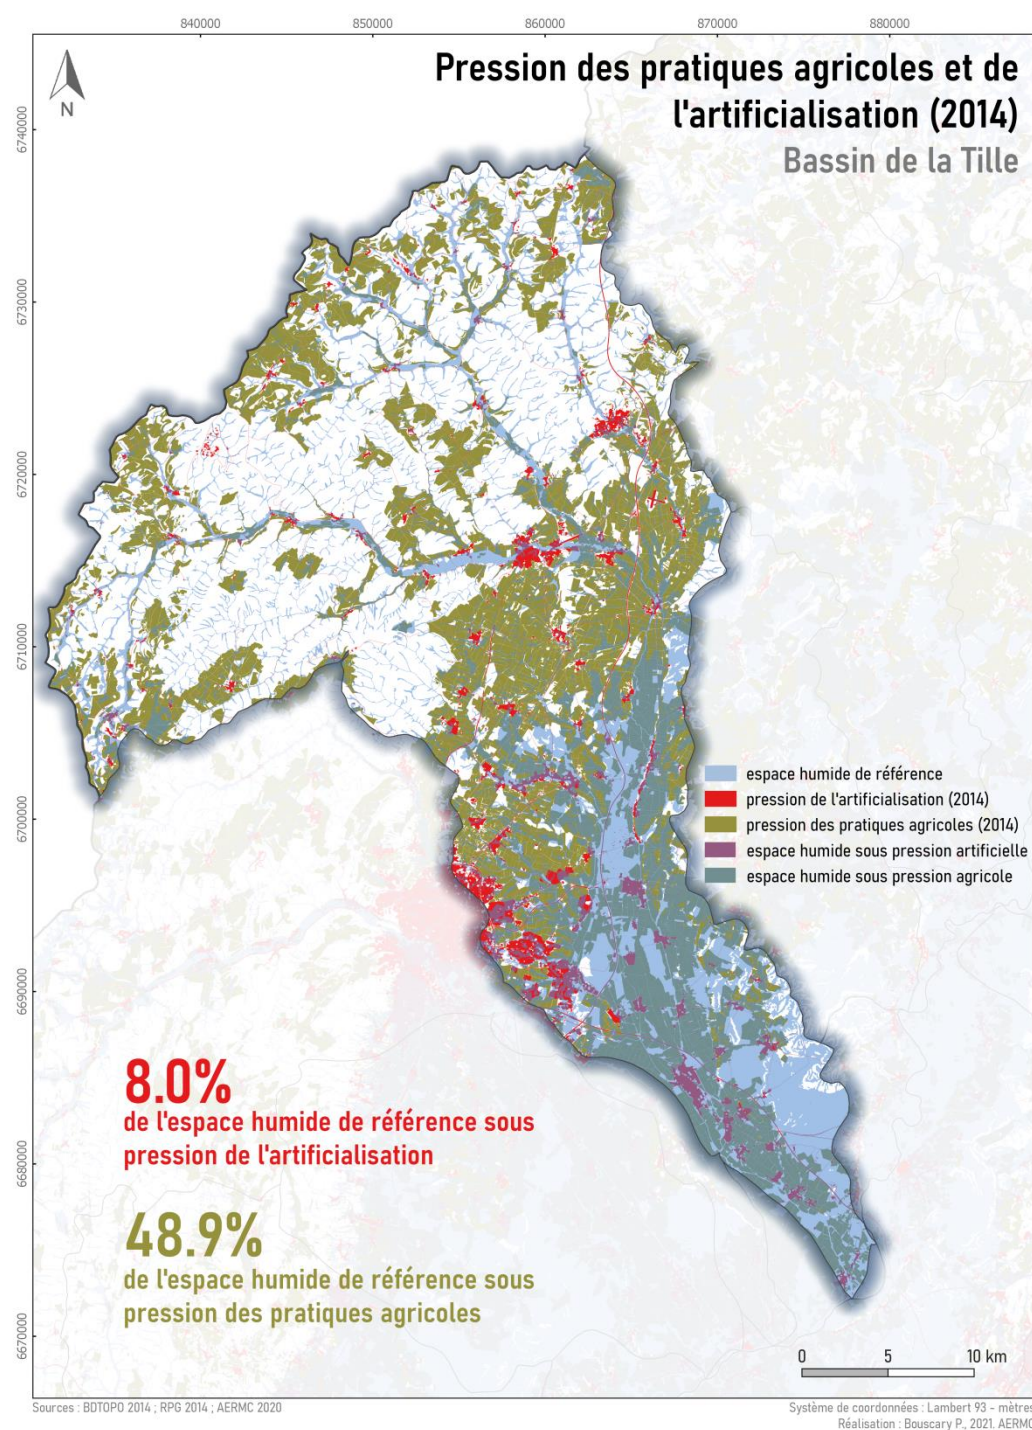 840000
850000
860000
870000
880000
Pression des pratiques agricoles et de
l'artificialisation (2014)
Bassin de la Tille
N
6740000
6730000
6720000
6710000
6700000
6690000
6680000
6670000
espace humide de référence
pression de l'artificialisation (2014)
pression des pratiques agricoles (2014)
espace humide sous pression artificielle
espace humide sous pression agricole
8.0%
de l'espace humide de référence sous
pression de l'artificialisation
48.9%
de l'espace humide de référence sous
pression des pratiques agricoles
0 5 10 km
Sources : BDTOPO 2014 ; RPG 2014 ; AERMC 2020
Système de coordonnées : Lambert 93 - mètres
Réalisation : Bouscary P., 2021. AERMC